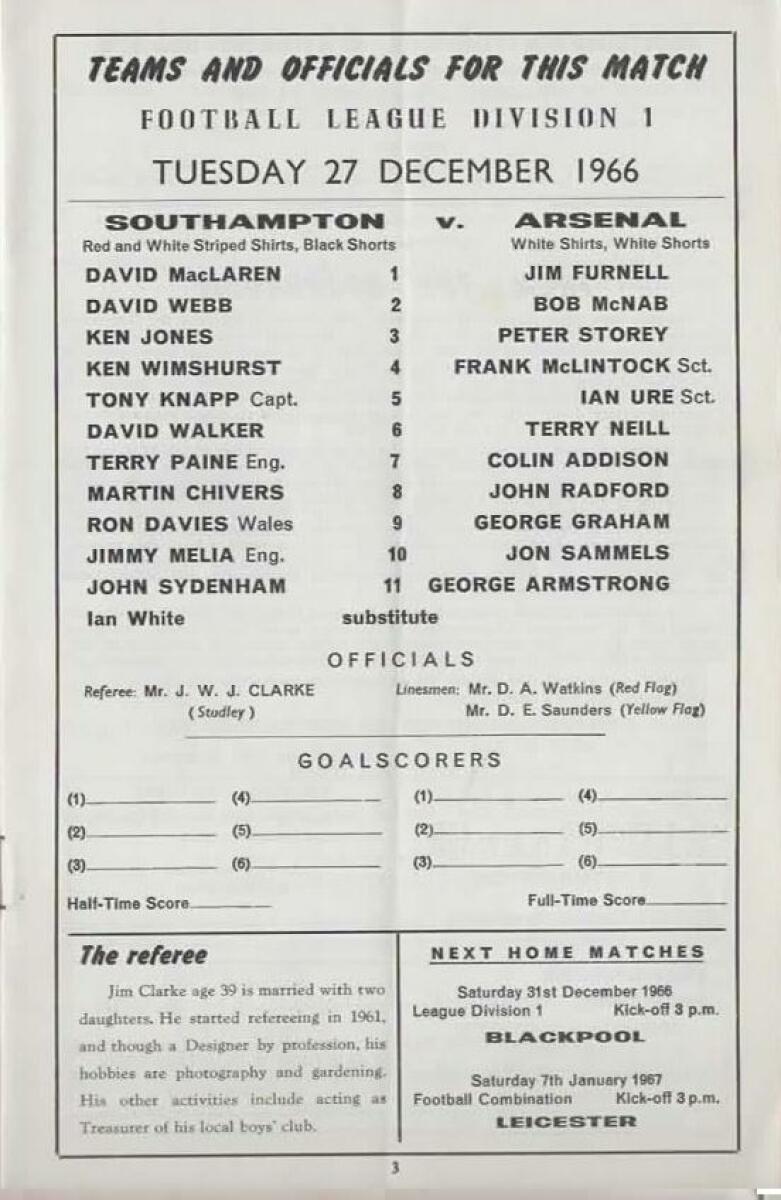 TEAMS AND OFFICIALS FOR THIS MATCH
FOOTBALL LEAGUE DIVISION 1
TUESDAY 27 DECEMBER 1966
SOUTHAMPTON v. ARSENAL
Red and White Striped Shirts, Black Shorts White Shirts, White Shorts
DAVID MacLAREN 1 JIM FURNELL
DAVID WEBB 2 BOB McNAB
KEN JONES 3 PETER STOREY
KEN WIMSHURST 4 FRANK McLINTOCK Sct.
TONY KNAPP Capt. 5 IAN URE Sct.
DAVID WALKER 6 TERRY NEILL
TERRY PAINE Eng. 7 COLIN ADDISON
MARTIN CHIVERS 8 JOHN RADFORD
RON DAVIES Wales 9 GEORGE GRAHAM
JIMMY MELIA Eng. 10 JON SAMMELS
JOHN SYDENHAM 11 GEORGE ARMSTRONG
Ian White substitute
OFFICIALS
Referee: Mr. J. W. J. CLARKE Linesmen: Mr. D. A. Watkins (Red Flag)
(Studley) Mr. D. E. Saunders (Yellow Flag)
GOALSCORERS
(1) (4) (1) (4)
(2) (5) (2) (5)
(3) (6) (3) (6)
Half-Time Score Full-Time Score
The referee
Jim Clarke age 39 is married with two
daughters. He started refereeing in 1961,
and though a Designer by profession, his
hobbies are photography and gardening.
His other activities include acting as
Treasurer of his local boys' club.
NEXT HOME MATCHES
Saturday 31st December 1966
League Division 1 Kick-off 3 p.m.
BLACKPOOL
Saturday 7th January 1967
Football Combination Kick-off 3 p.m.
LEICESTER
3